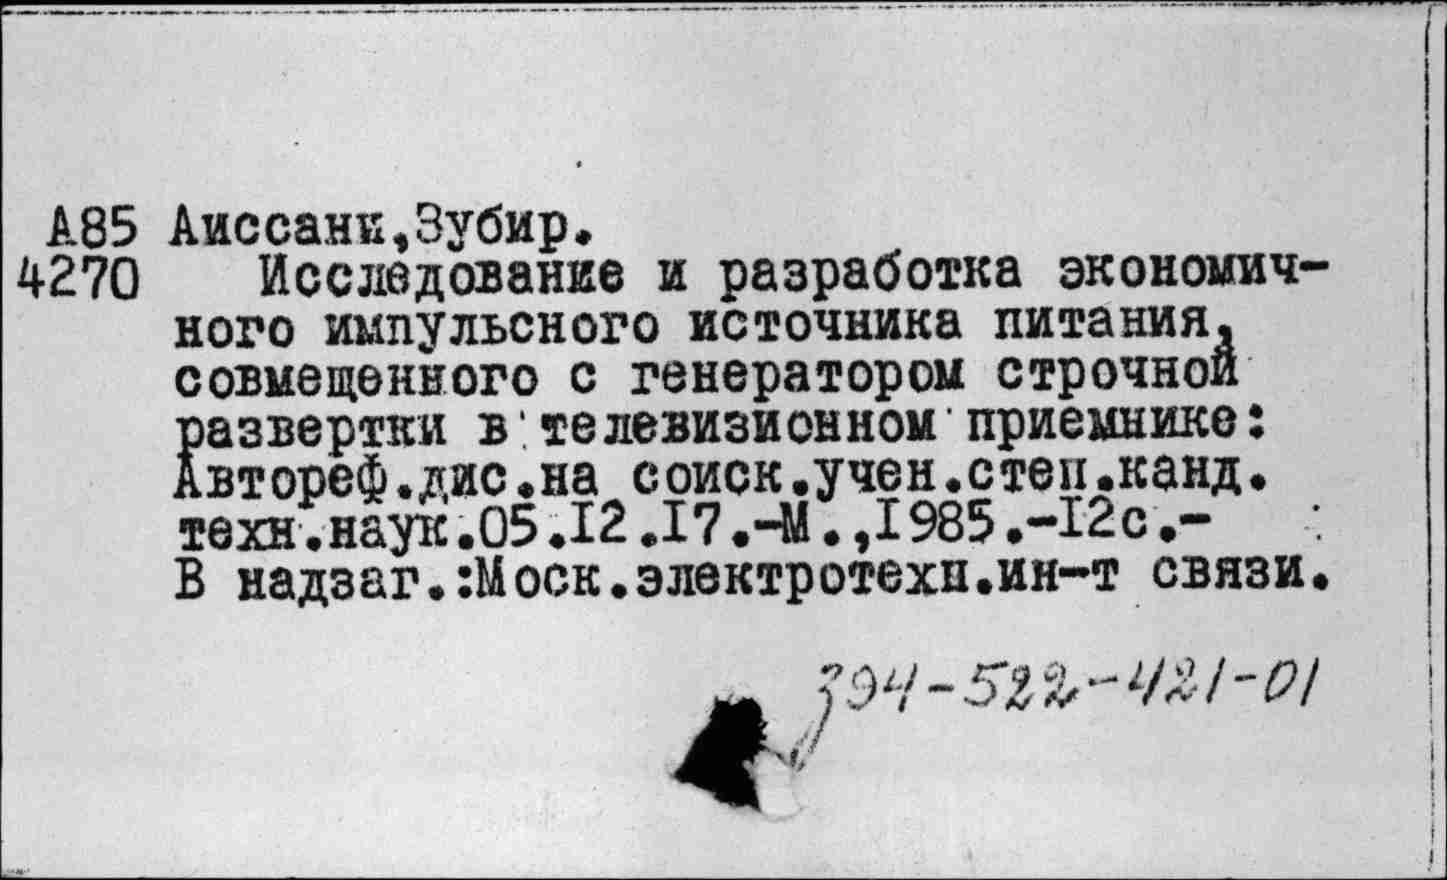 А85 Аиссани,Зубир.
4270 Исследование и разработка экономич-
ного импульсного источника питания,
совмещенного с генератором строчной
развертки в телевизионном приемнике:
Автореф.дис.на соиск.учен.степ.канд.
техн.наук.05.12.17.-М.,1985.-12с.-
В надзаг.:Моск.электротехн.ин-т связи.
394-522-421-01